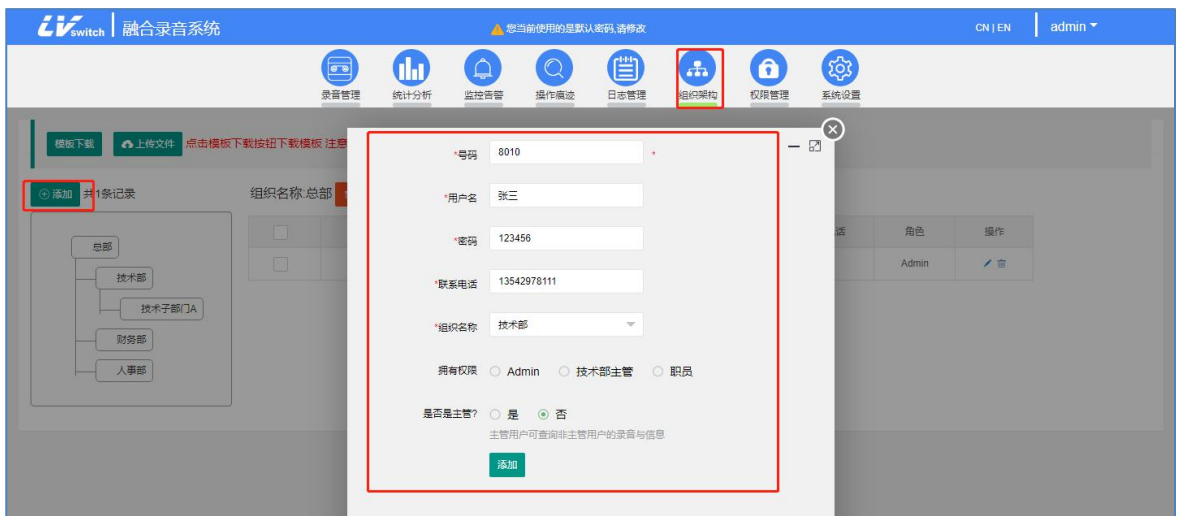 LVswitch 融合录音系统
您当前使用的是默认密码,请修改
CN | EN
admin
录音管理
统计分析
监控告警
操作痕迹
日志管理
组织架构
权限管理
系统设置
模板下载
上传文件
点击模板下载按钮下载模板 注意
添加
共1条记录
组织名称:总部
总部
技术部
技术子部门A
财务部
人事部
话
角色
操作
Admin
*号码 8010 *
*用户名 张三
*密码 123456
*联系电话 13542978111
*组织名称 技术部
拥有权限 Admin 技术部主管 职员
是否是主管? 是 否
主管用户可查询非主管用户的录音与信息
添加